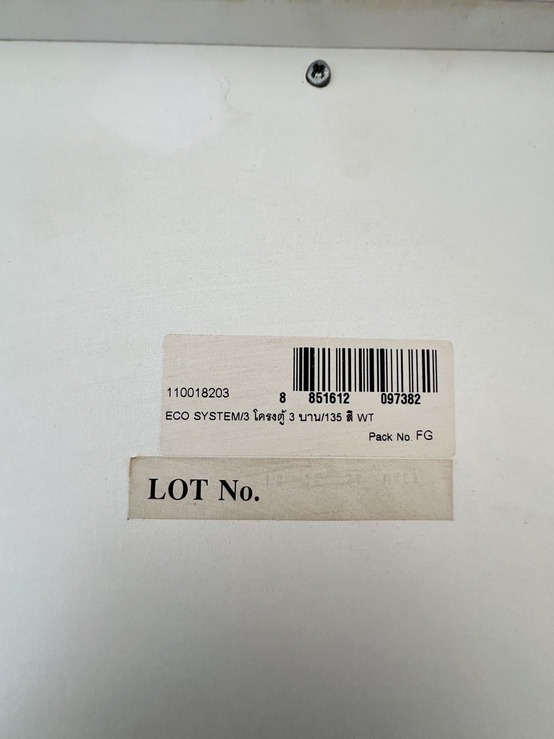 110018203
8 851612 097382
ECO SYSTEM/3 โครงตู้ 3 บาน/135 สี WT
Pack No. FG
LOT No.